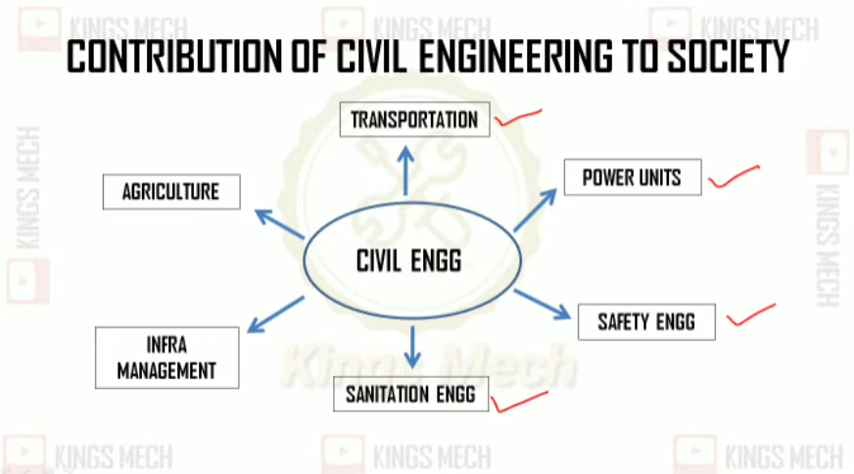 KINGS MECH
KINGS MECH
KINGS MECH
CONTRIBUTION OF CIVIL ENGINEERING TO SOCIETY
TRANSPORTATION
POWER UNITS
AGRICULTURE
KINGS MECH
KINGS MECH
CIVIL ENGG
SAFETY ENGG
INFRA
MANAGEMENT
Kings Mech
SANITATION ENGG
KINGS MECH
KINGS MECH
KINGS MECH